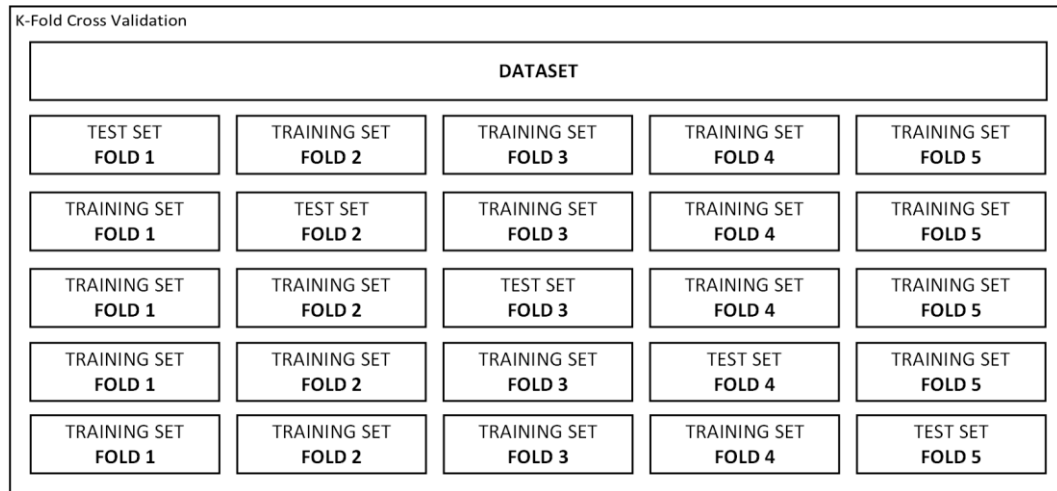 K-Fold Cross Validation
DATASET
TEST SET TRAINING SET TRAINING SET TRAINING SET TRAINING SET
FOLD 1 FOLD 2 FOLD 3 FOLD 4 FOLD 5
TRAINING SET TEST SET TRAINING SET TRAINING SET TRAINING SET
FOLD 1 FOLD 2 FOLD 3 FOLD 4 FOLD 5
TRAINING SET TRAINING SET TEST SET TRAINING SET TRAINING SET
FOLD 1 FOLD 2 FOLD 3 FOLD 4 FOLD 5
TRAINING SET TRAINING SET TRAINING SET TEST SET TRAINING SET
FOLD 1 FOLD 2 FOLD 3 FOLD 4 FOLD 5
TRAINING SET TRAINING SET TRAINING SET TRAINING SET TEST SET
FOLD 1 FOLD 2 FOLD 3 FOLD 4 FOLD 5